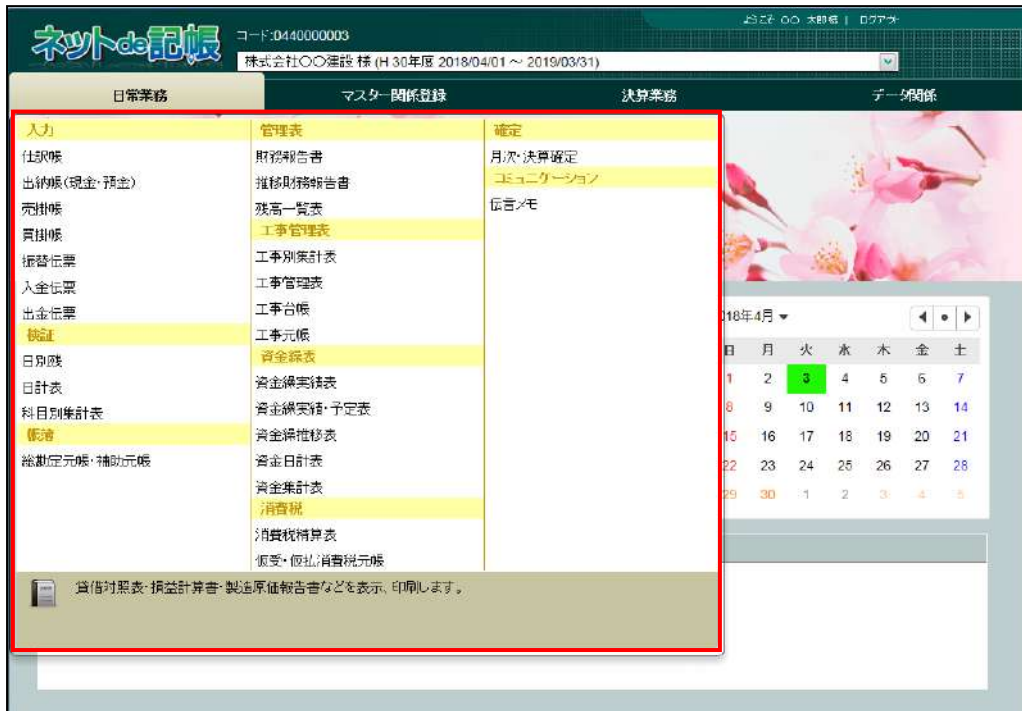 ネットde記帳
ようこそ 〇〇 太郎様 | ログアウト
コード:0440000003
株式会社〇〇建設 様 (H 30年度 2018/04/01 ～ 2019/03/31)
日常業務 マスター関係登録 決算業務 データ関係
入力
仕訳帳
出納帳(現金・預金)
売掛帳
買掛帳
振替伝票
入金伝票
出金伝票
検証
日別残
日計表
科目別集計表
帳簿
総勘定元帳・補助元帳
管理表
財務報告書
推移財務報告書
残高一覧表
工事管理表
工事別集計表
工事管理表
工事台帳
工事元帳
資金繰表
資金繰実績表
資金繰実績・予定表
資金繰推移表
資金日計表
資金集計表
消費税
消費税精算表
仮受・仮払消費税元帳
確定
月次・決算確定
コミュニケーション
伝言メモ
貸借対照表・損益計算書・製造原価報告書などを表示、印刷します。
018年4月
日 月 火 水 木 金 土
1 2 3 4 5 6 7
8 9 10 11 12 13 14
15 16 17 18 19 20 21
22 23 24 25 26 27 28
29 30 1 2 3 4 5